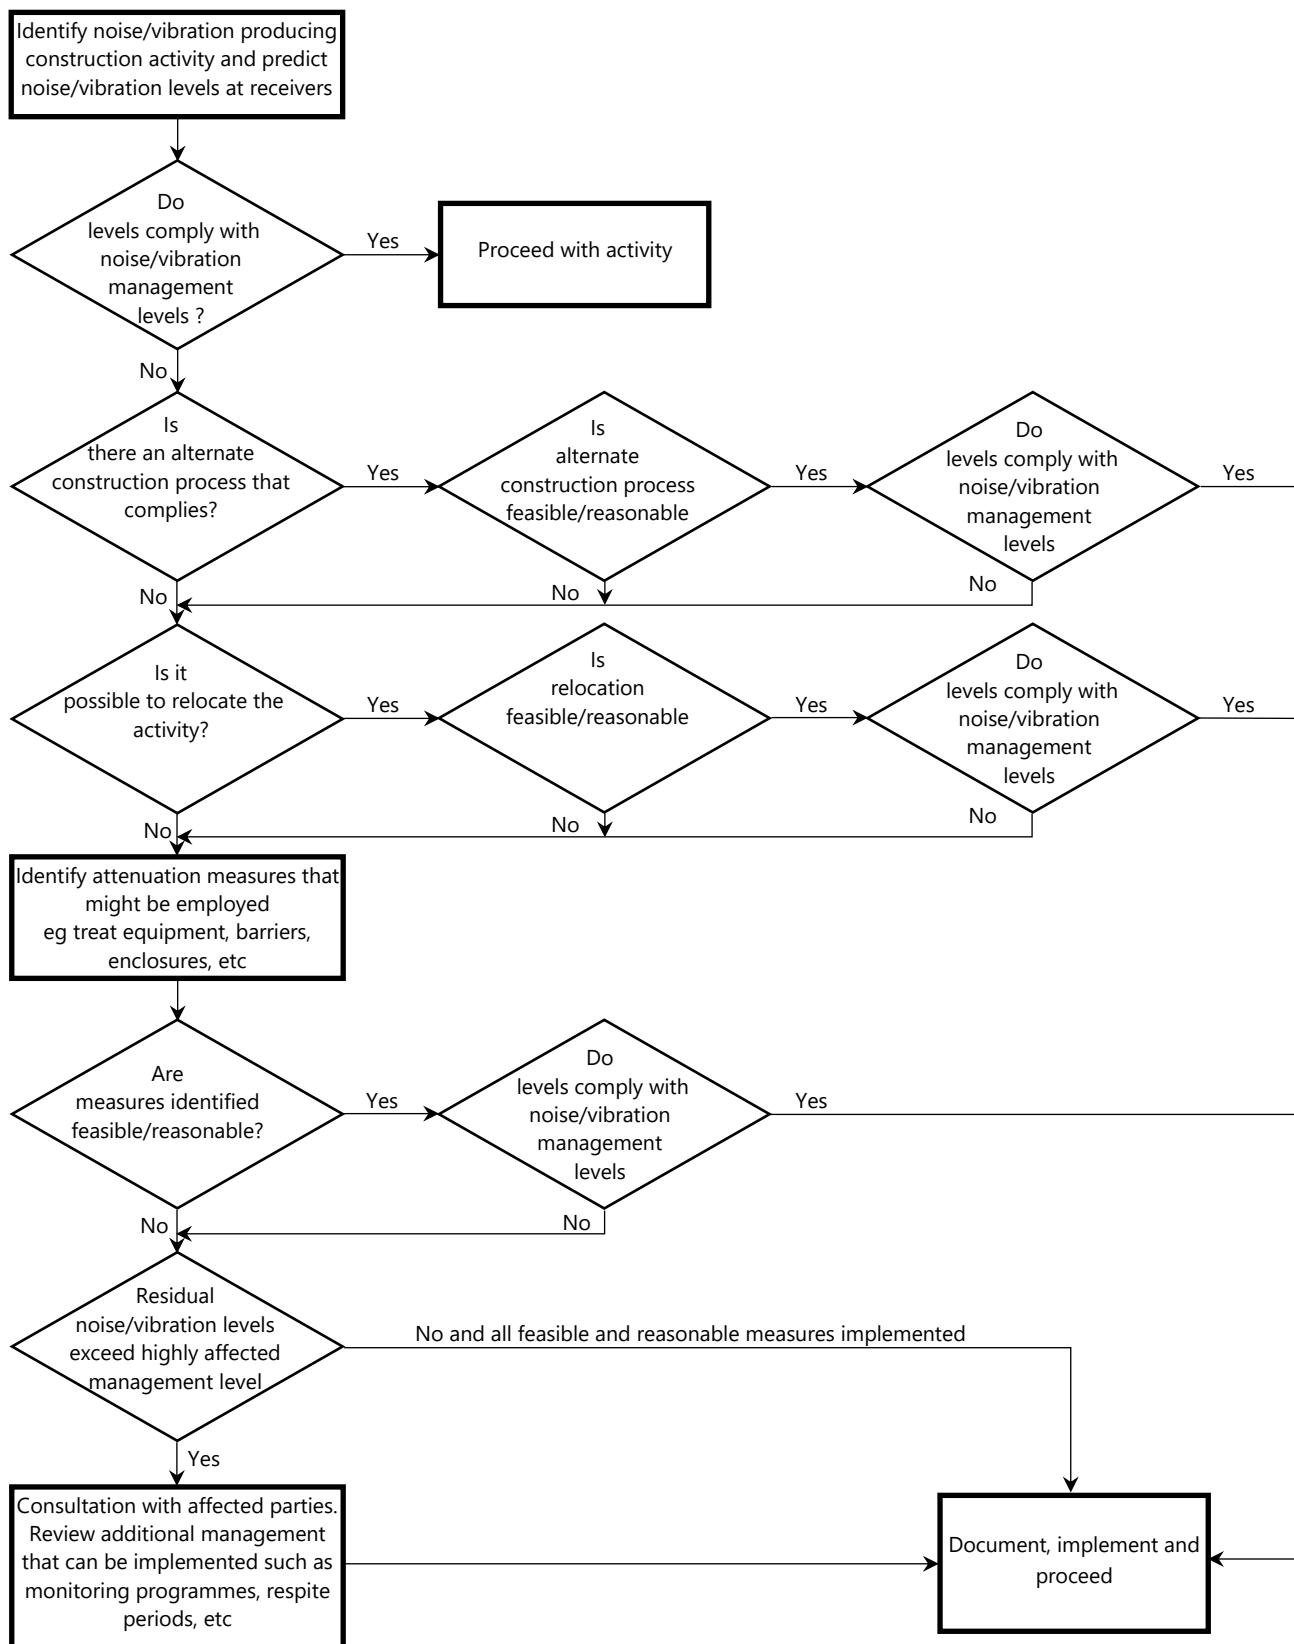 Identify noise/vibration producing
construction activity and predict
noise/vibration levels at receivers
Do
levels comply with
noise/vibration
management
levels ?
Yes
Proceed with activity
No
Is
there an alternate
construction process that
complies?
Yes
Is
alternate
construction process
feasible/reasonable
Yes
Do
levels comply with
noise/vibration
management
levels
Yes
No
No
No
Is it
possible to relocate the
activity?
Yes
Is
relocation
feasible/reasonable
Yes
Do
levels comply with
noise/vibration
management
levels
Yes
No
No
No
Identify attenuation measures that
might be employed
eg treat equipment, barriers,
enclosures, etc
Are
measures identified
feasible/reasonable?
Yes
Do
levels comply with
noise/vibration
management
levels
Yes
No
No
Residual
noise/vibration levels
exceed highly affected
management level
No and all feasible and reasonable measures implemented
Yes
Consultation with affected parties.
Review additional management
that can be implemented such as
monitoring programmes, respite
periods, etc
Document, implement and
proceed